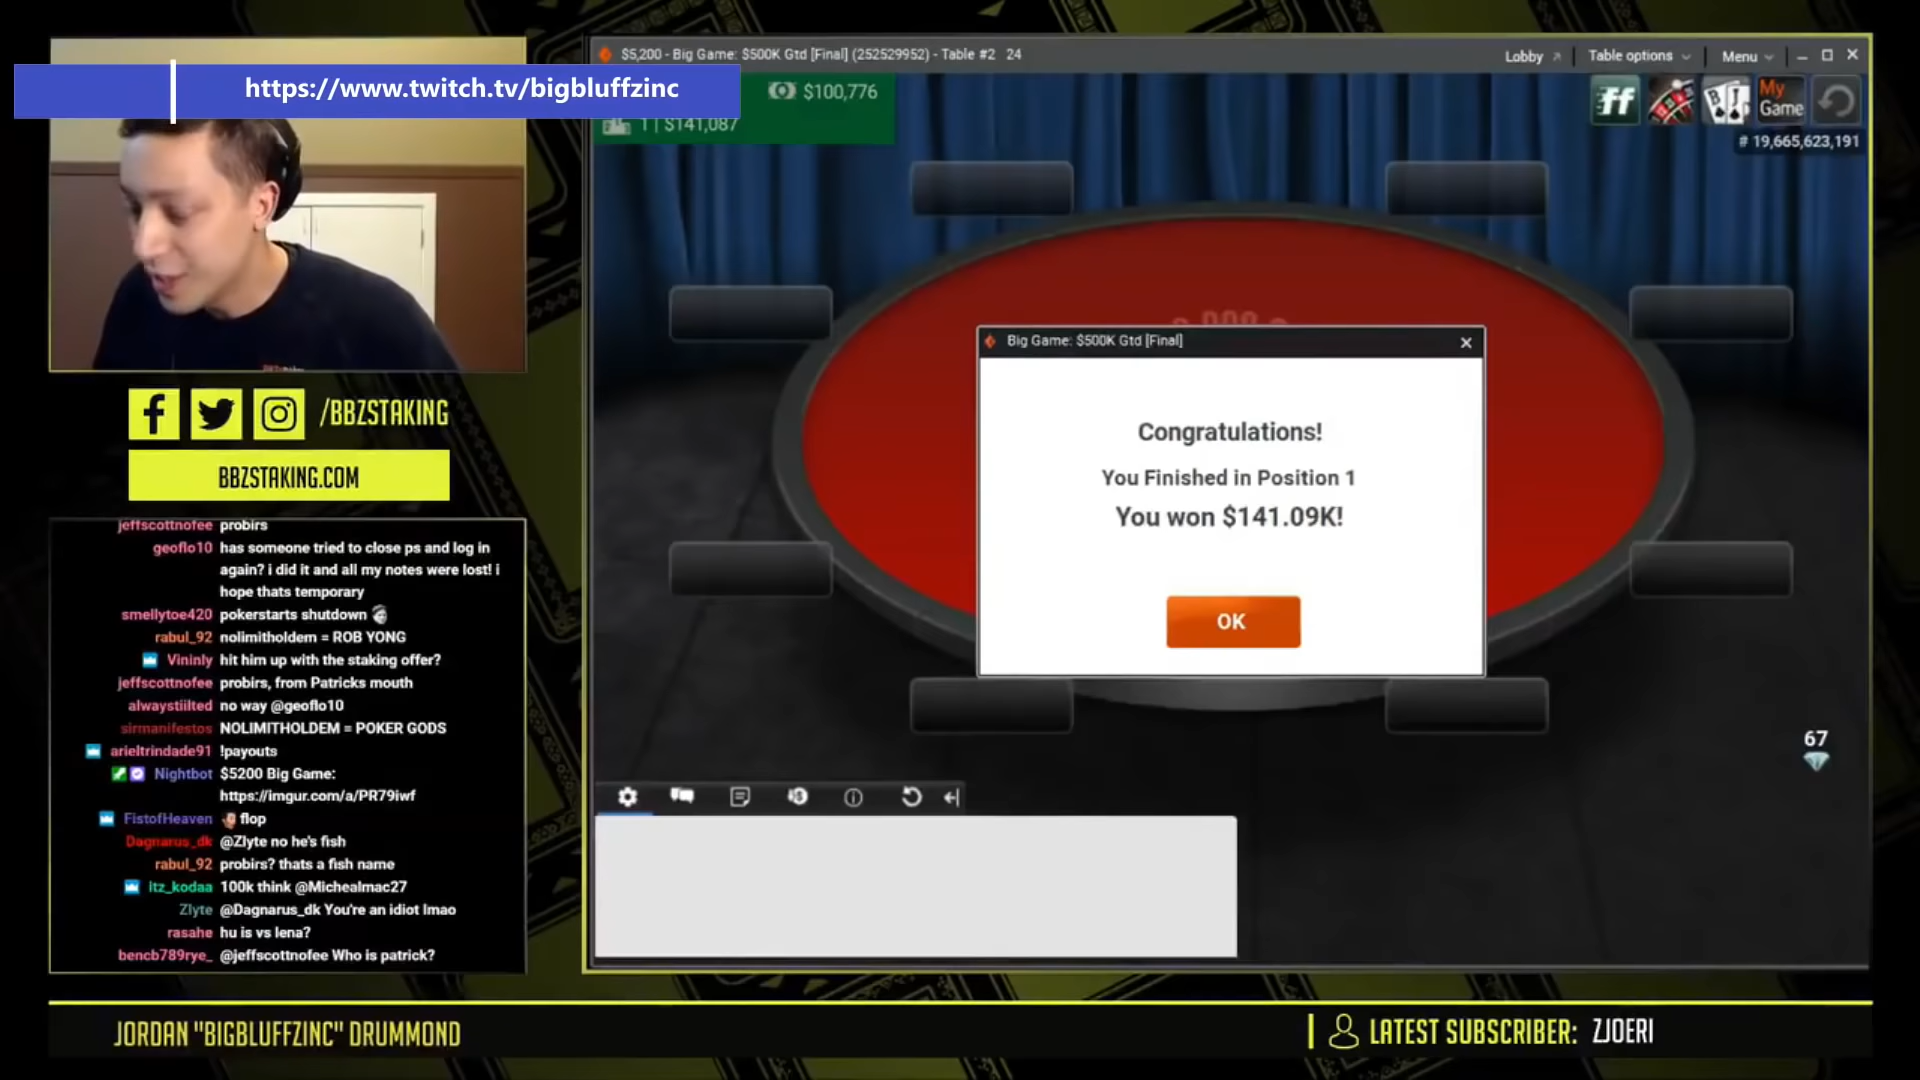 https://www.twitch.tv/bigbluffzinc
/BBZSTAKING
BBZSTAKING.COM
jeffscottnofee probirs
geoflo10 has someone tried to close ps and log in
again? i did it and all my notes were lost! i
hope thats temporary
smellytoe420 pokerstarts shutdown
rabul_92 nolimitholdem = ROB YONG
Vininly hit him up with the staking offer?
jeffscottnofee probirs, from Patricks mouth
alwaystiilted no way @geoflo10
sirmanifestos NOLIMITHOLDEM = POKER GODS
arieltrindade91 !payouts
Nightbot $5200 Big Game:
https://imgur.com/a/PR79iwf
FistofHeaven flop
Dagnarus_dk @Zlyte no he's fish
rabul_92 probirs? thats a fish name
itz_kodaa 100k think @Michealmac27
Zlyte @Dagnarus_dk You're an idiot lmao
rasahe hu is vs lena?
bencb789rye_ @jeffscottnofee Who is patrick?
$5,200 - Big Game: $500K Gtd [Final] (252529952) - Table #2 24
Lobby
Table options
Menu
$100,776
1 | $141,087
ff
BJ
My
Game
# 19,665,623,191
Big Game: $500K Gtd [Final]
Congratulations!
You Finished in Position 1
You won $141.09K!
OK
67
JORDAN "BIGBLUFFZINC" DRUMMOND
LATEST SUBSCRIBER: ZJOERI